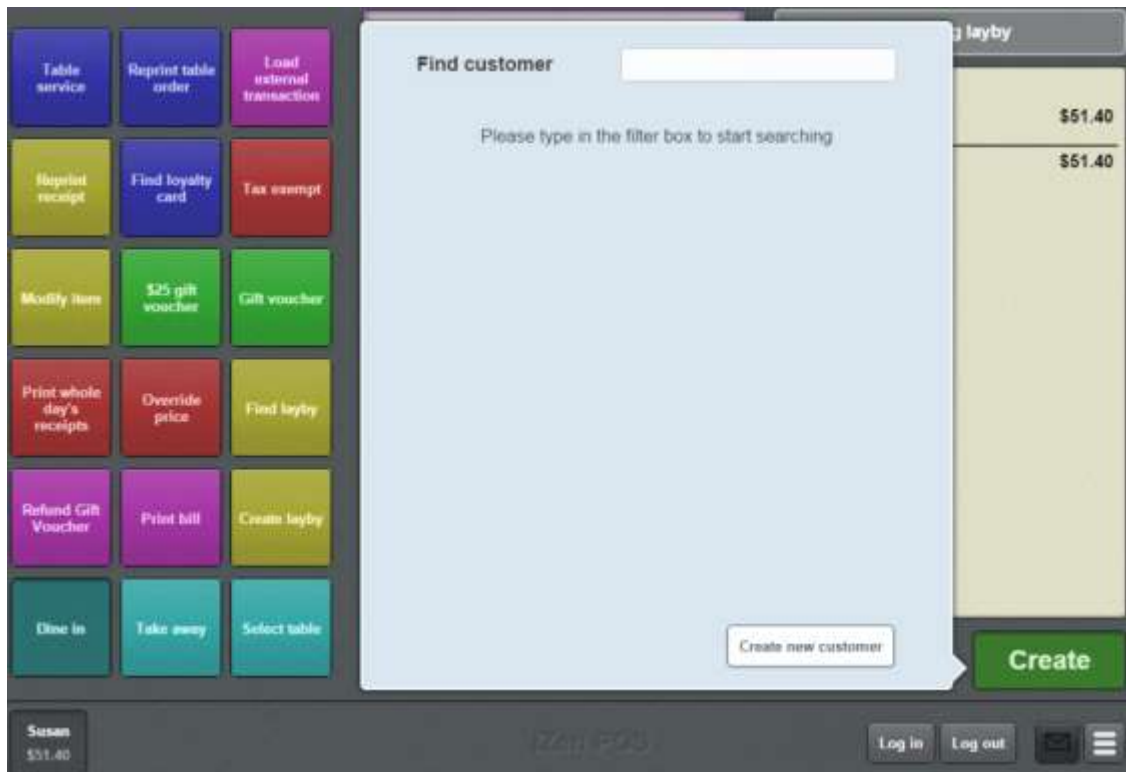 Table
service
Reprint table
order
Load
external
transaction
Reprint
receipt
Find loyalty
card
Tax exempt
Modify item
$25 gift
voucher
Gift voucher
Print whole
day's
receipts
Override
price
Find layby
Refund Gift
Voucher
Print bill
Create layby
Dine in
Take away
Select table
Find customer
Please type in the filter box to start searching
Create new customer
layby
$51.40
$51.40
Create
Susan
$51.40
Log in
Log out